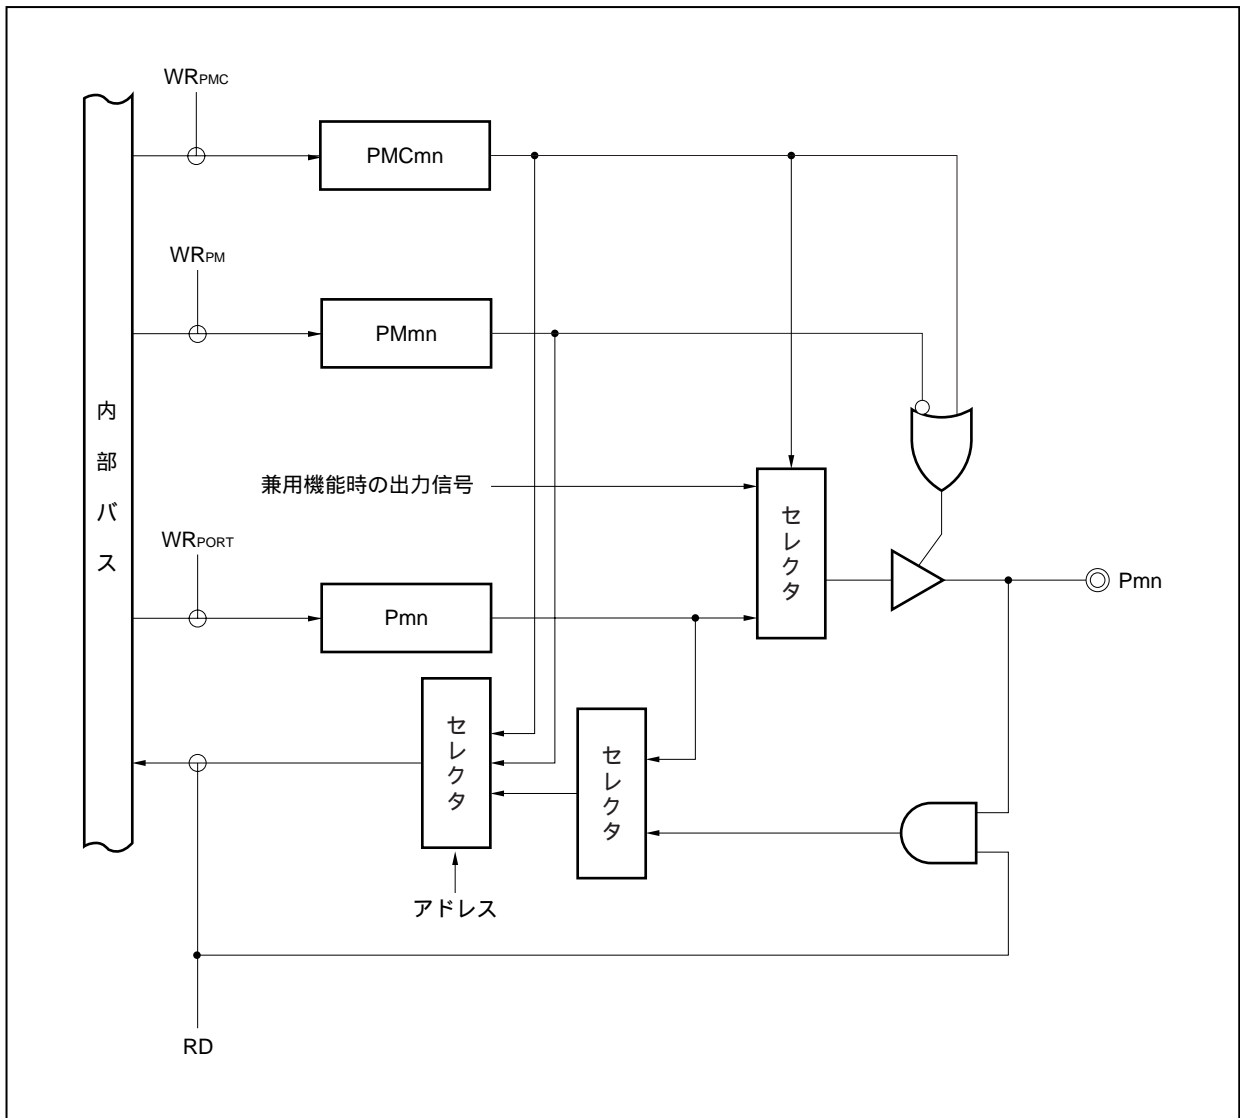 WRPMC
PMCmn
WRPM
PMmn
内部バス
兼用機能時の出力信号
セレクタ
WRPORT
Pmn
Pmn
セレクタ
セレクタ
アドレス
RD